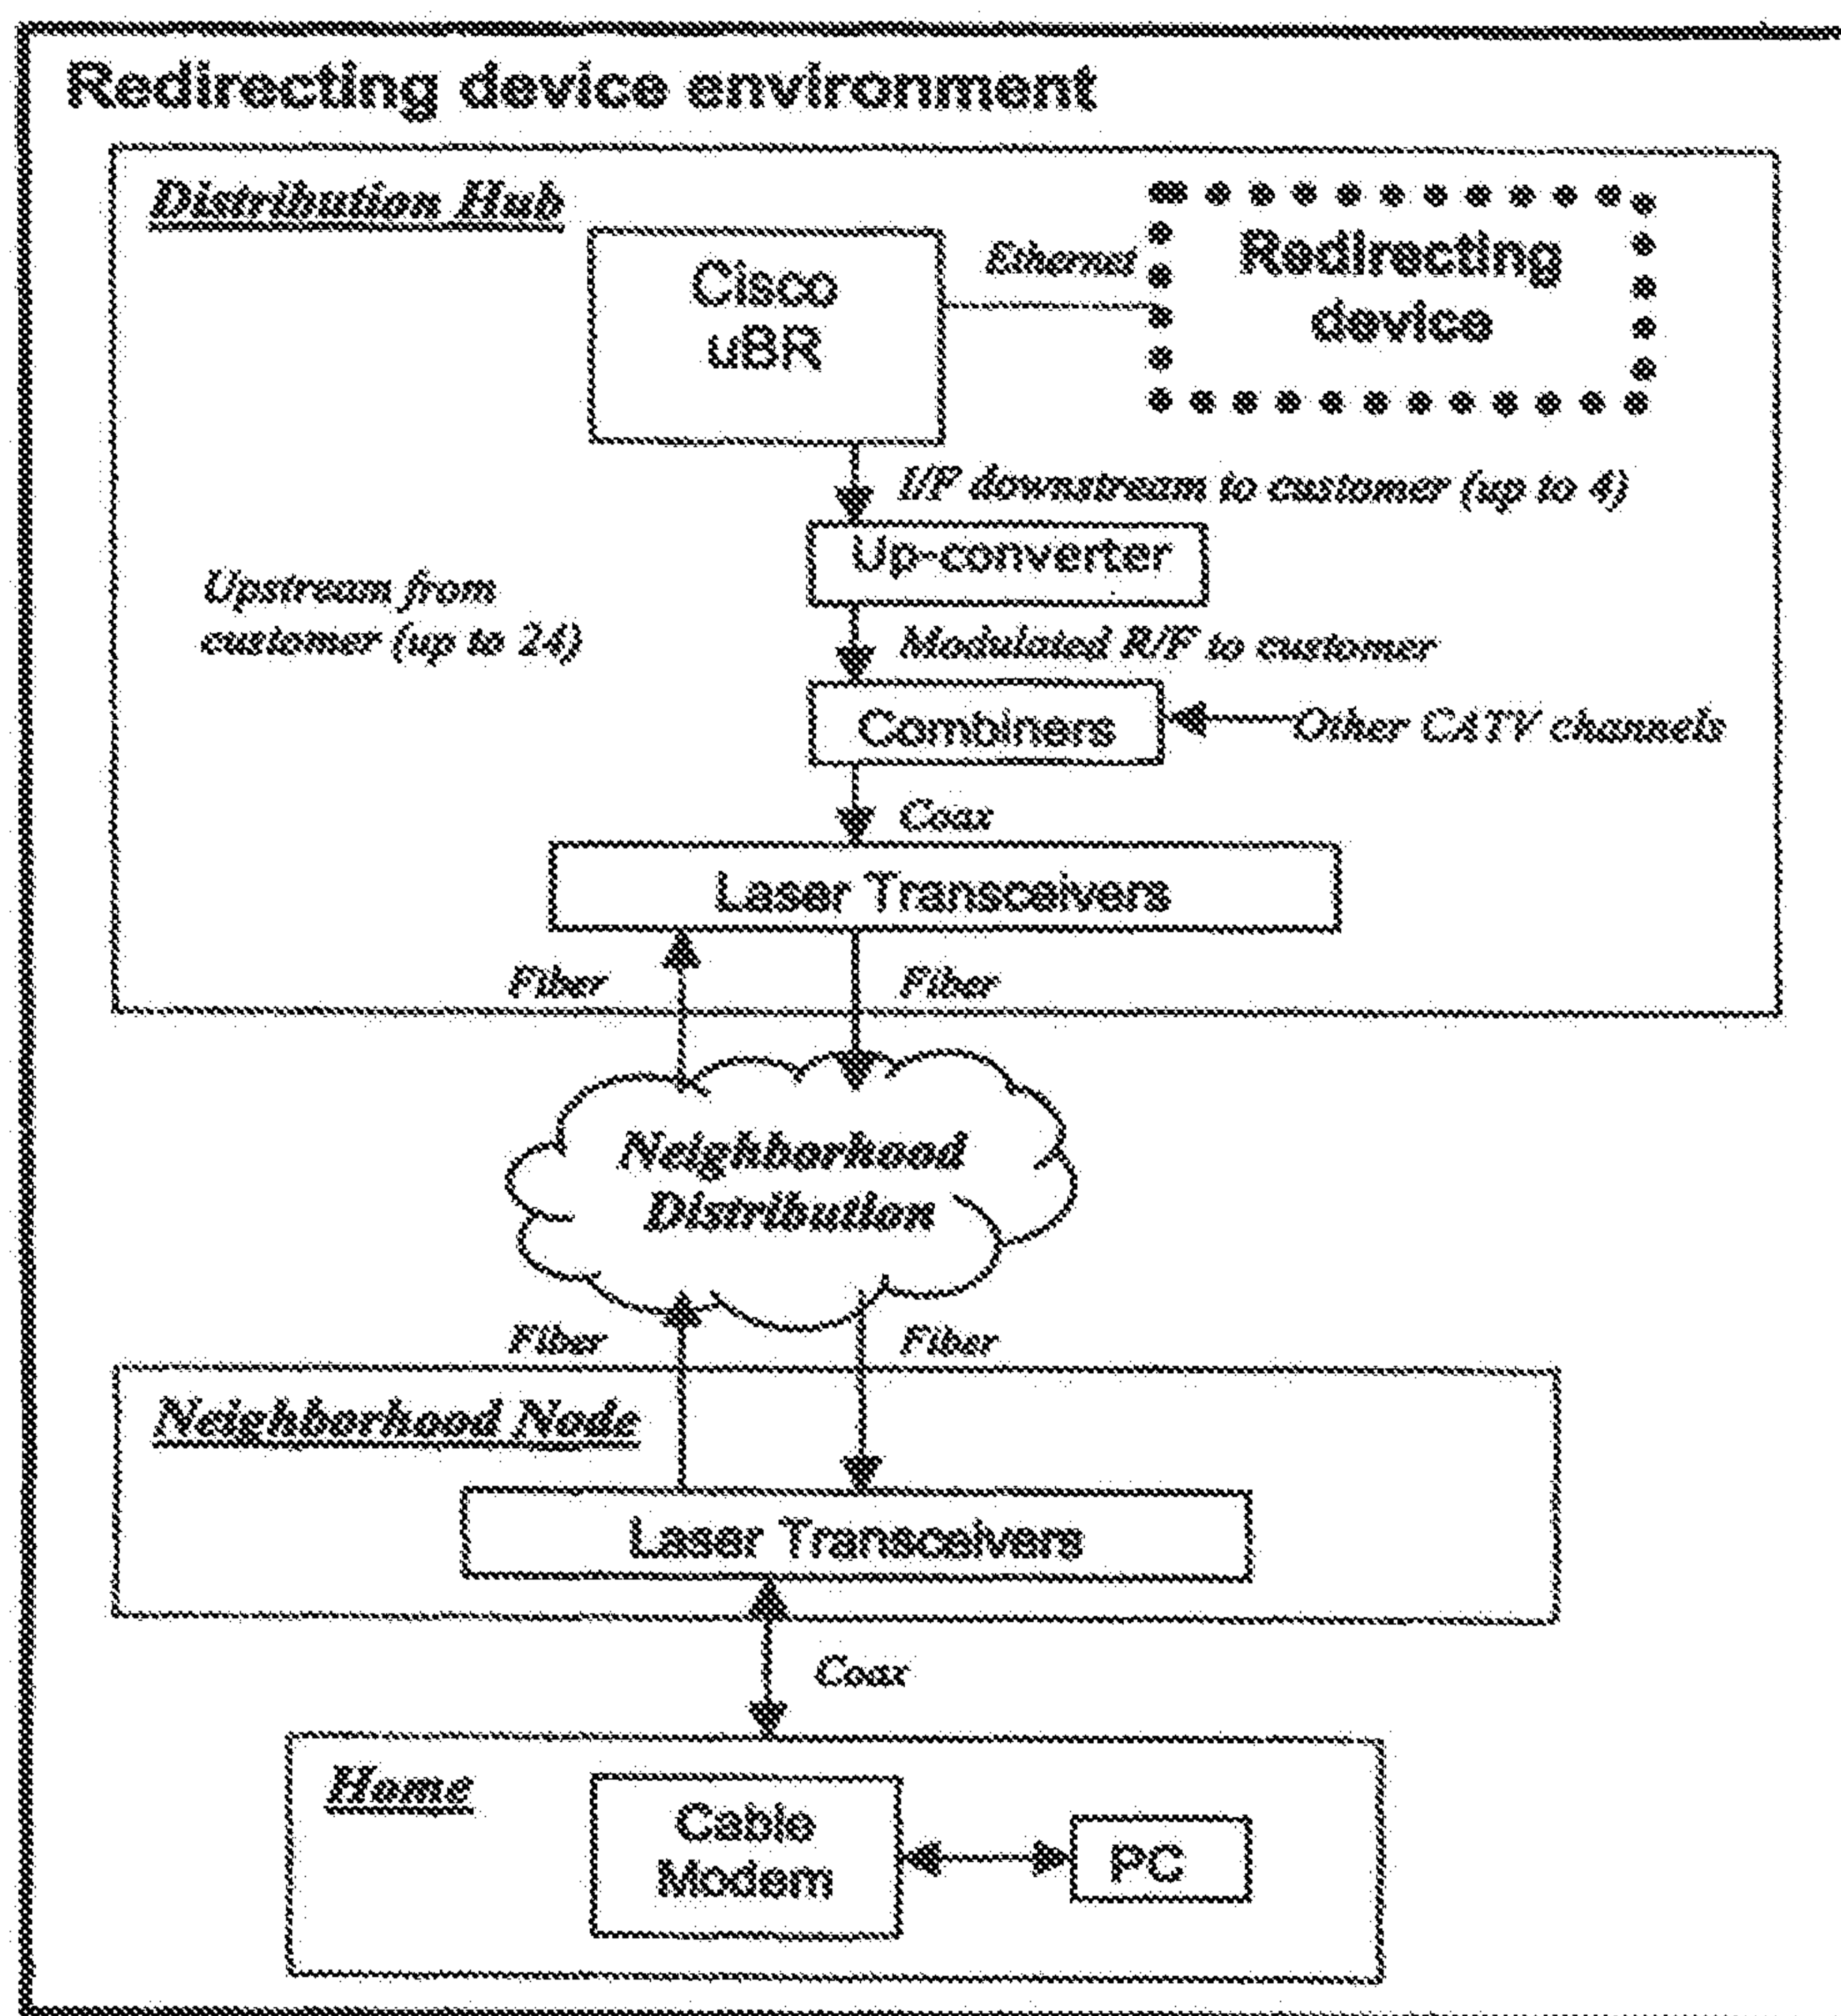 Redirecting device environment
Distribution Hub
Cisco
uBR
Ethernet
Redirecting
device
I/F downstream to customer (up to 4)
Up-converter
Upstream from
customer (up to 24)
Modulated R/F to customer
Combiners
Other CATV channels
Coax
Laser Transceivers
Fiber
Fiber
Neighborhood
Distribution
Fiber
Fiber
Neighborhood Node
Laser Transceivers
Coax
Home
Cable
Modem
PC